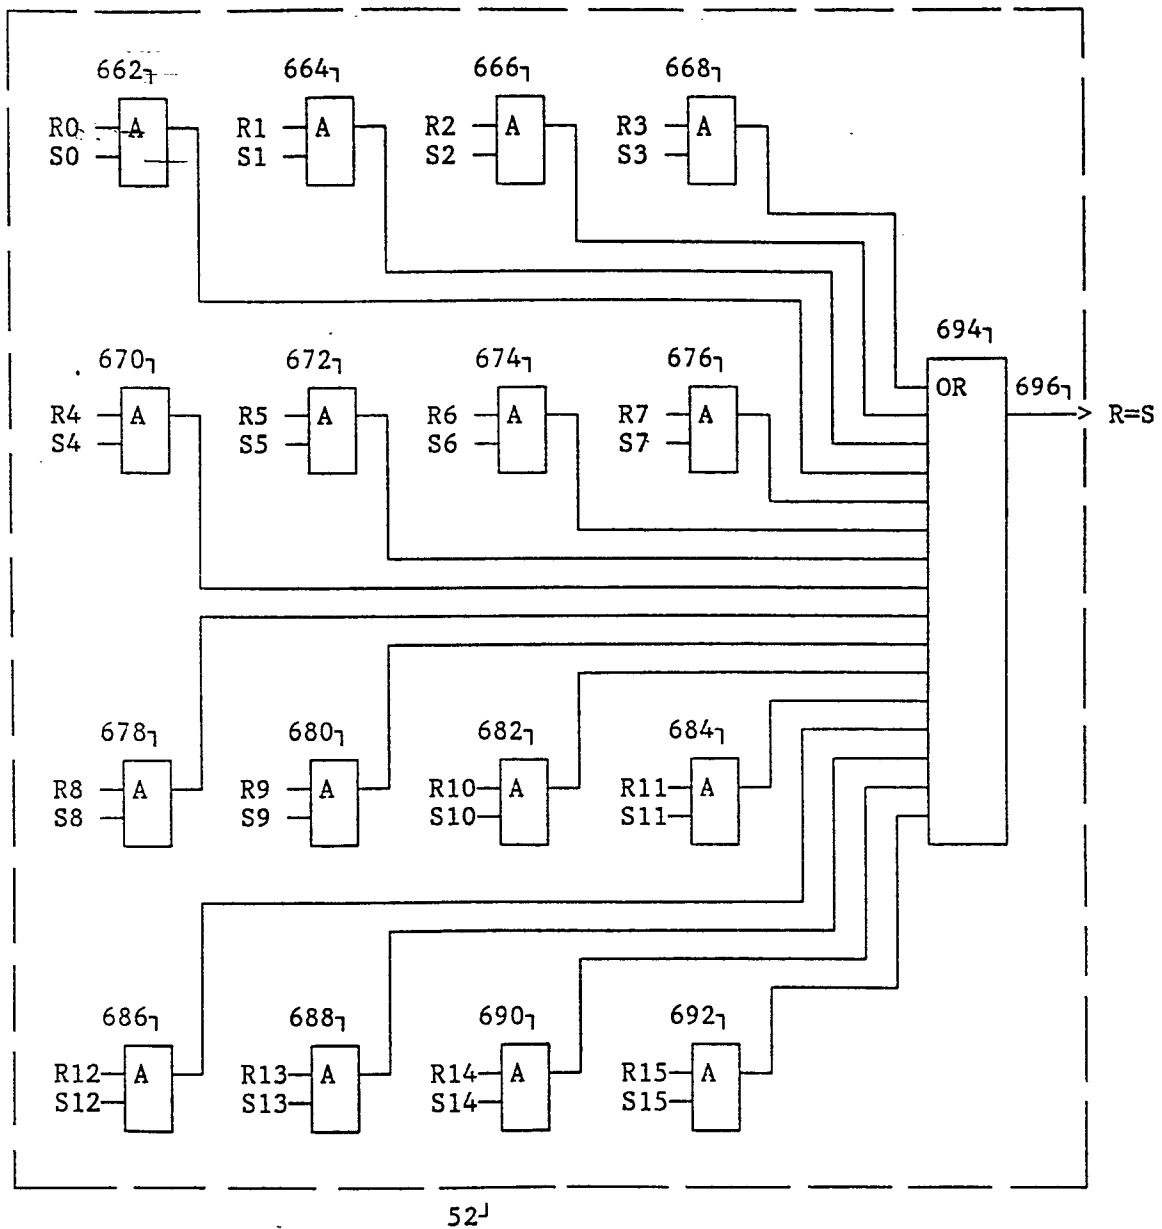 662 664 666 668
R0 A R1 A R2 A R3 A
S0 S1 S2 S3
694
670 672 674 676
OR 696
R4 A R5 A R6 A R7 A R=S
S4 S5 S6 S7
678 680 682 684
R8 A R9 A R10 A R11 A
S8 S9 S10 S11
686 688 690 692
R12 A R13 A R14 A R15 A
S12 S13 S14 S15
52